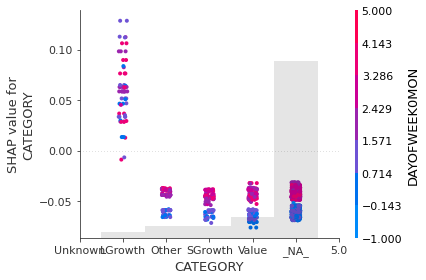 SHAP value for
CATEGORY
0.10
0.05
0.00
−0.05
Unknown LGrowth Other SGrowth Value _NA_ 5.0
CATEGORY
5.000
4.143
3.286
2.429
1.571
0.714
−0.143
−1.000
DAYOFWEEK0MON